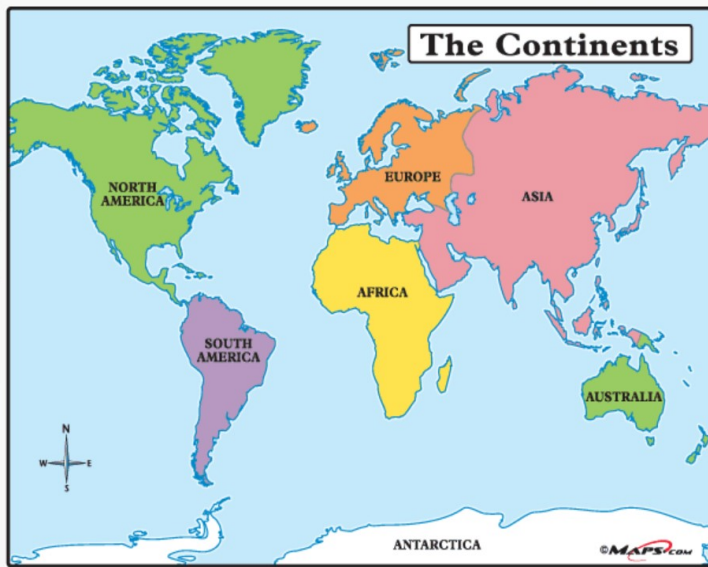 The Continents
NORTH
AMERICA
EUROPE
ASIA
AFRICA
SOUTH
AMERICA
AUSTRALIA
N
W E
S
ANTARCTICA
©MAPS.COM